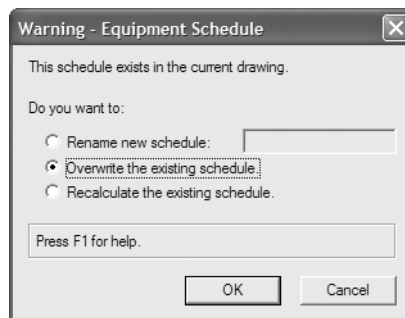 Warning - Equipment Schedule
This schedule exists in the current drawing.
Do you want to:
Rename new schedule:
Overwrite the existing schedule.
Recalculate the existing schedule.
Press F1 for help.
OK Cancel